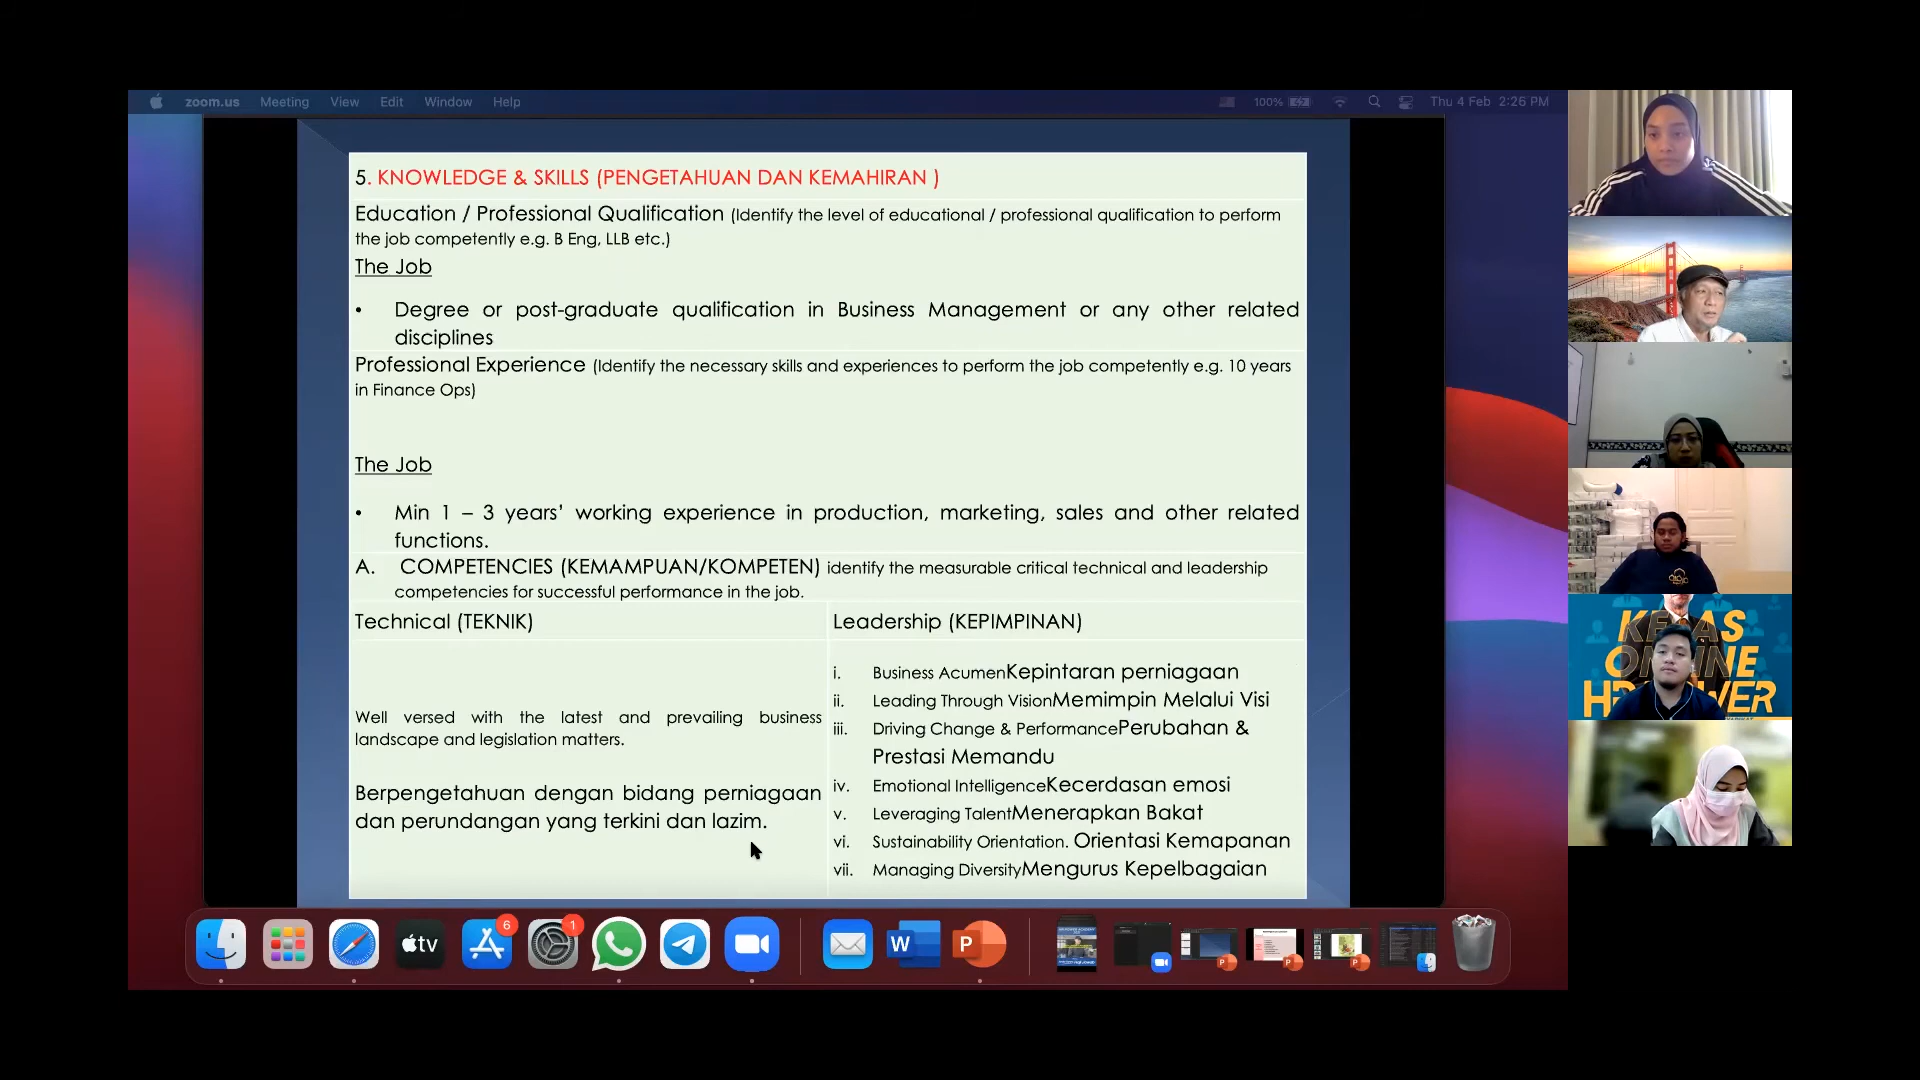 zoom.us Meeting View Edit Window Help 100% Thu 4 Feb 2:26 PM
5. KNOWLEDGE & SKILLS (PENGETAHUAN DAN KEMAHIRAN )
Education / Professional Qualification (Identify the level of educational / professional qualification to perform
the job competently e.g. B Eng, LLB etc.)
The Job
• Degree or post-graduate qualification in Business Management or any other related
disciplines
Professional Experience (Identify the necessary skills and experiences to perform the job competently e.g. 10 years
in Finance Ops)
The Job
• Min 1 – 3 years’ working experience in production, marketing, sales and other related
functions.
A. COMPETENCIES (KEMAMPUAN/KOMPETEN) identify the measurable critical technical and leadership
competencies for successful performance in the job.
Technical (TEKNIK)
Well versed with the latest and prevailing business
landscape and legislation matters.
Berpengetahuan dengan bidang perniagaan
dan perundangan yang terkini dan lazim.
Leadership (KEPIMPINAN)
i. Business AcumenKepintaran perniagaan
ii. Leading Through VisionMemimpin Melalui Visi
iii. Driving Change & PerformancePerubahan &
Prestasi Memandu
iv. Emotional IntelligenceKecerdasan emosi
v. Leveraging TalentMenerapkan Bakat
vi. Sustainability Orientation. Orientasi Kemapanan
vii. Managing DiversityMengurus Kepelbagaian
tv
6
1
W
P